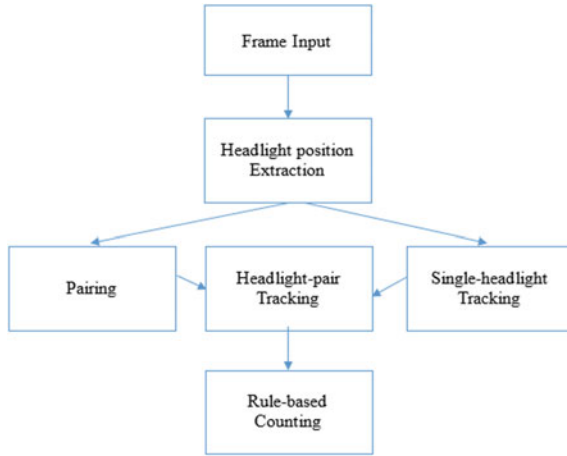 Frame Input
Headlight position
Extraction
Pairing
Headlight-pair
Tracking
Single-headlight
Tracking
Rule-based
Counting